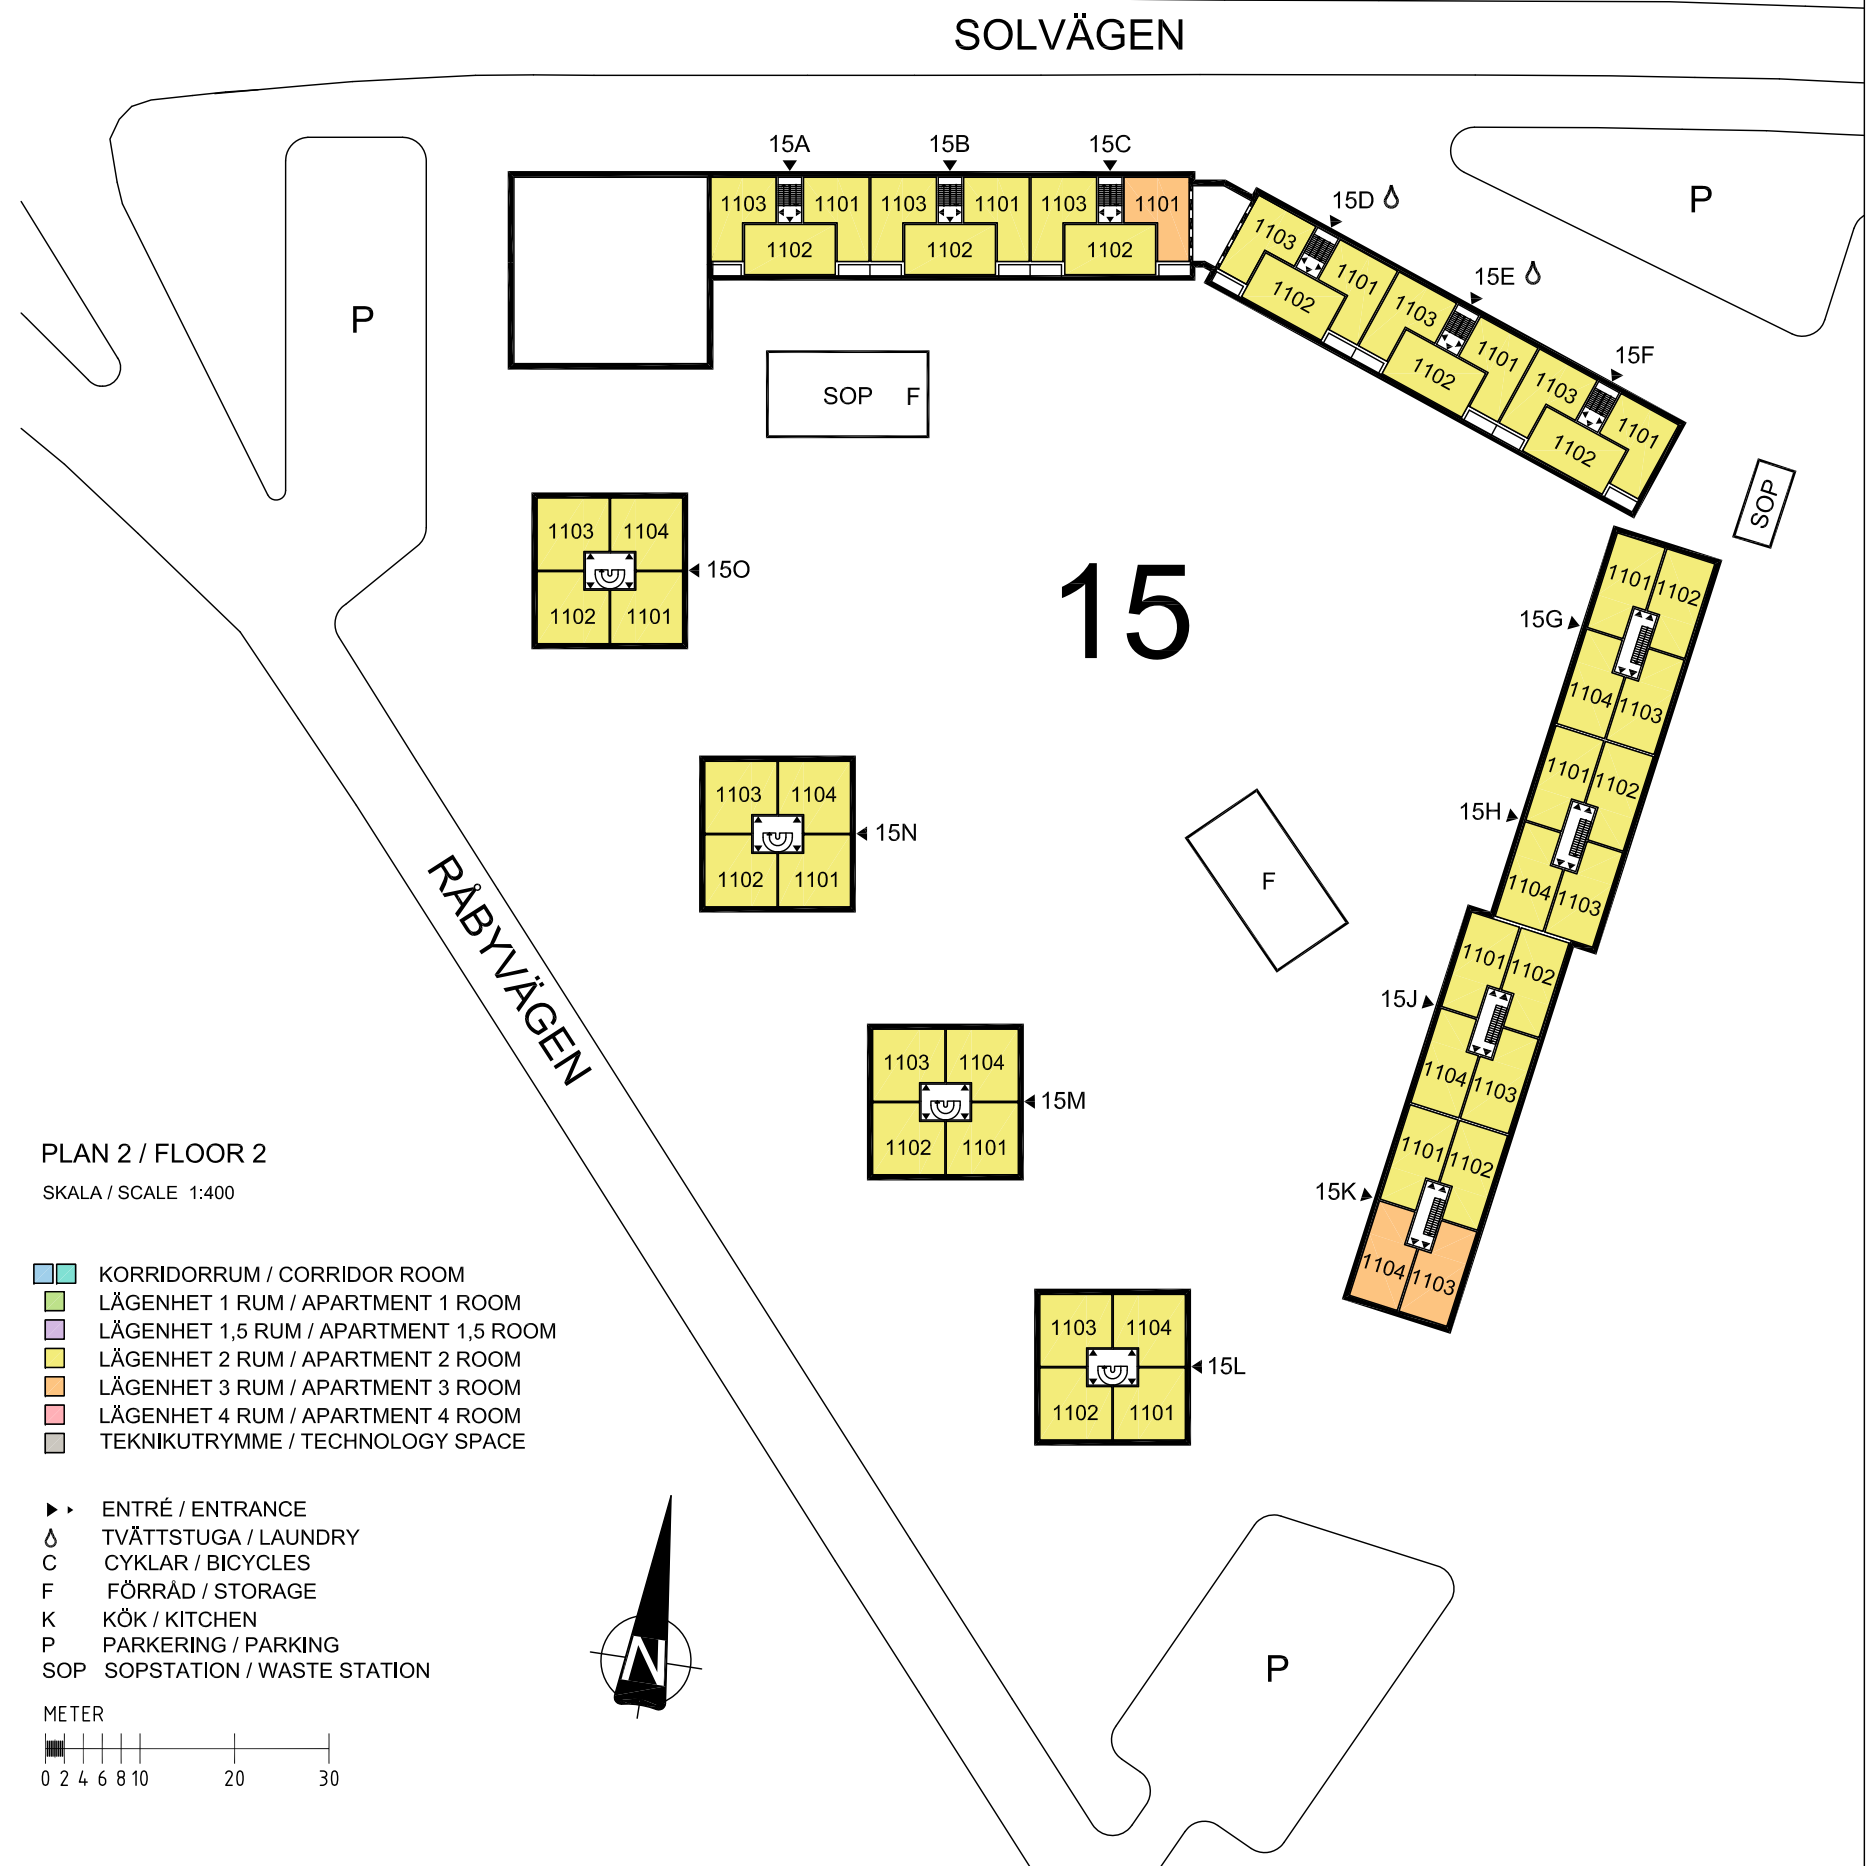 SOLVÄGEN
15A
15B
15C
1103
1101
1103
1101
1103
1101
1102
1102
1102
15D
15E
15F
1103
1101
1102
1103
1101
1102
1103
1101
1102
P
P
SOP F
SOP
1103
1104
1102
1101
15O
15
1101
1102
15G
1104
1103
1101
1102
15H
1104
1103
1103
1104
1102
1101
15N
F
RÅBYVÄGEN
1101
1102
15J
1104
1103
1103
1104
1102
1101
15M
1101
1102
15K
1104
1103
1103
1104
1102
1101
15L
P
PLAN 2 / FLOOR 2
SKALA / SCALE 1:400
KORRIDORRUM / CORRIDOR ROOM
LÄGENHET 1 RUM / APARTMENT 1 ROOM
LÄGENHET 1,5 RUM / APARTMENT 1,5 ROOM
LÄGENHET 2 RUM / APARTMENT 2 ROOM
LÄGENHET 3 RUM / APARTMENT 3 ROOM
LÄGENHET 4 RUM / APARTMENT 4 ROOM
TEKNIKUTRYMME / TECHNOLOGY SPACE
ENTRÉ / ENTRANCE
TVÄTTSTUGA / LAUNDRY
C CYKLAR / BICYCLES
F FÖRRÅD / STORAGE
K KÖK / KITCHEN
P PARKERING / PARKING
SOP SOPSTATION / WASTE STATION
METER
0 2 4 6 8 10 20 30
N